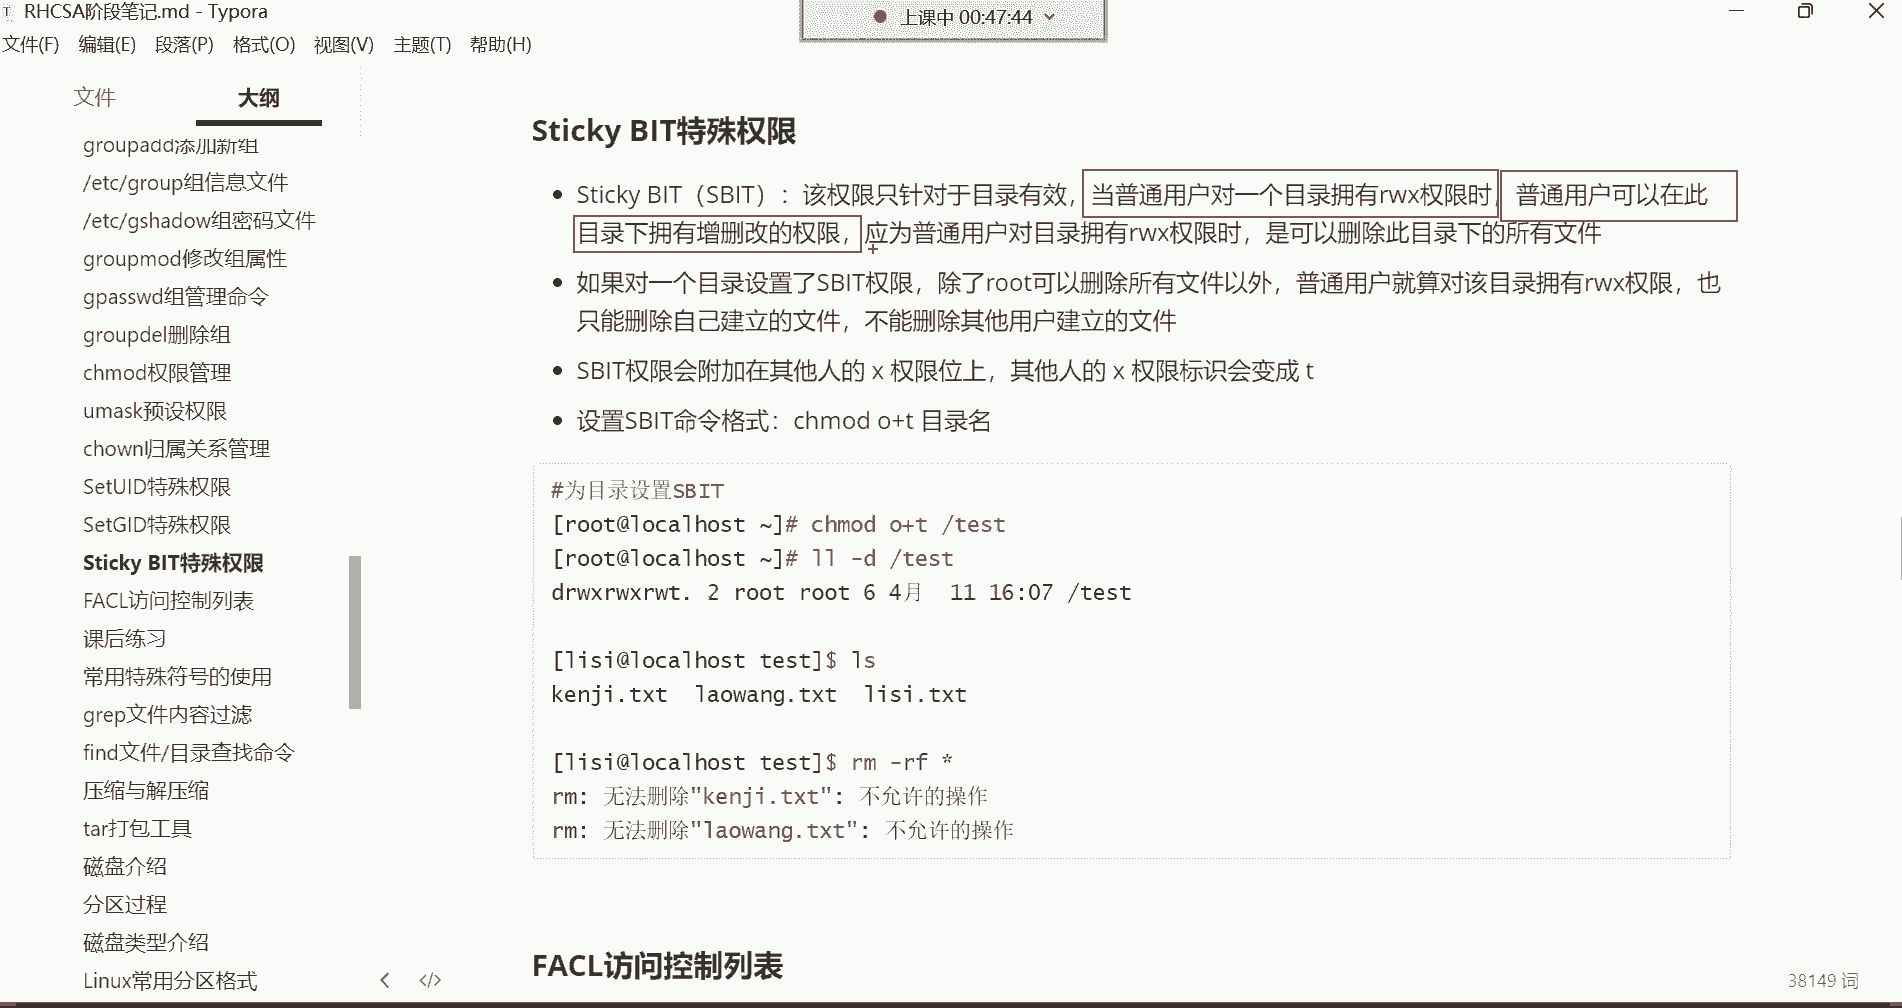 RHCSA阶段笔记.md - Typora
上课中 00:47:44
文件(F) 编辑(E) 段落(P) 格式(O) 视图(V) 主题(T) 帮助(H)
文件 大纲
groupadd添加新组
/etc/group组信息文件
/etc/gshadow组密码文件
groupmod修改组属性
gpasswd组管理命令
groupdel删除组
chmod权限管理
umask预设权限
chownl归属关系管理
SetUID特殊权限
SetGID特殊权限
Sticky BIT特殊权限
FACL访问控制列表
课后练习
常用特殊符号的使用
grep文件内容过滤
find文件/目录查找命令
压缩与解压缩
tar打包工具
磁盘介绍
分区过程
磁盘类型介绍
Linux常用分区格式
Sticky BIT特殊权限
Sticky BIT（SBIT）：该权限只针对于目录有效，当普通用户对一个目录拥有rwx权限时，普通用户可以在此
目录下拥有增删改的权限，应为普通用户对目录拥有rwx权限时，是可以删除此目录下的所有文件
如果对一个目录设置了SBIT权限，除了root可以删除所有文件以外，普通用户就算对该目录拥有rwx权限，也
只能删除自己建立的文件，不能删除其他用户建立的文件
SBIT权限会附加在其他人的 x 权限位上，其他人的 x 权限标识会变成 t
设置SBIT命令格式：chmod o+t 目录名
#为目录设置SBIT
[root@localhost ~]# chmod o+t /test
[root@localhost ~]# ll -d /test
drwxrwxrwt. 2 root root 6 4月  11 16:07 /test
[lisi@localhost test]$ ls
kenji.txt  laowang.txt  lisi.txt
[lisi@localhost test]$ rm -rf *
rm: 无法删除"kenji.txt": 不允许的操作
rm: 无法删除"laowang.txt": 不允许的操作
FACL访问控制列表
38149 词